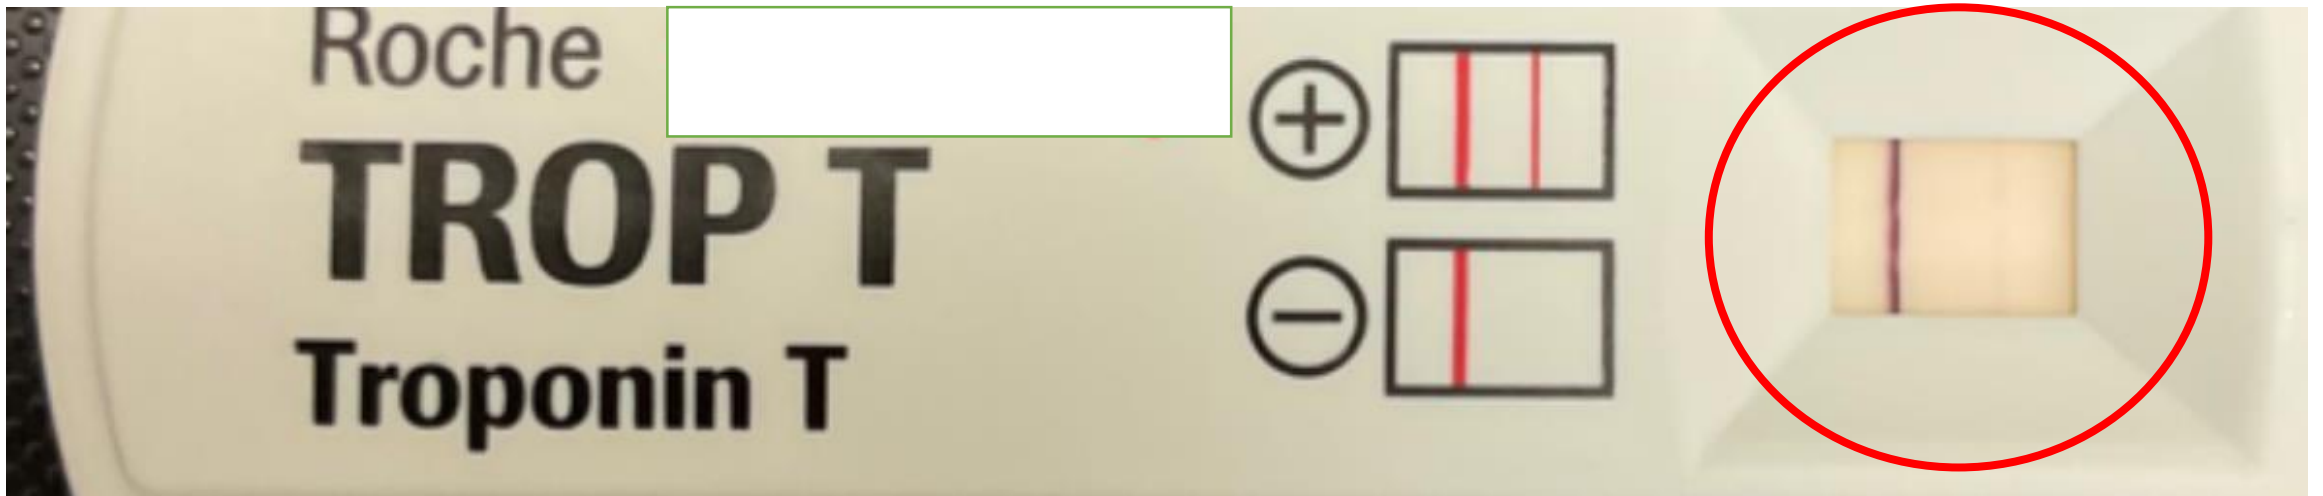 Roche
TROP T
Troponin T
+
−